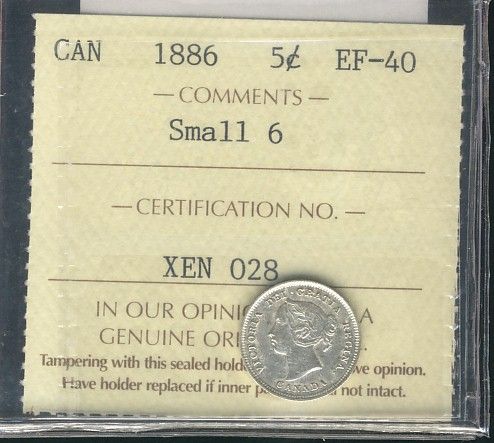 CAN 1886 5¢ EF-40
— COMMENTS —
Small 6
— CERTIFICATION NO. —
XEN 028
IN OUR A
GENUINE
Tampering with this sealed opinion.
Have holder replaced if inner not intact.
VICTORIA DEI GRATIA REGINA.
CANADA